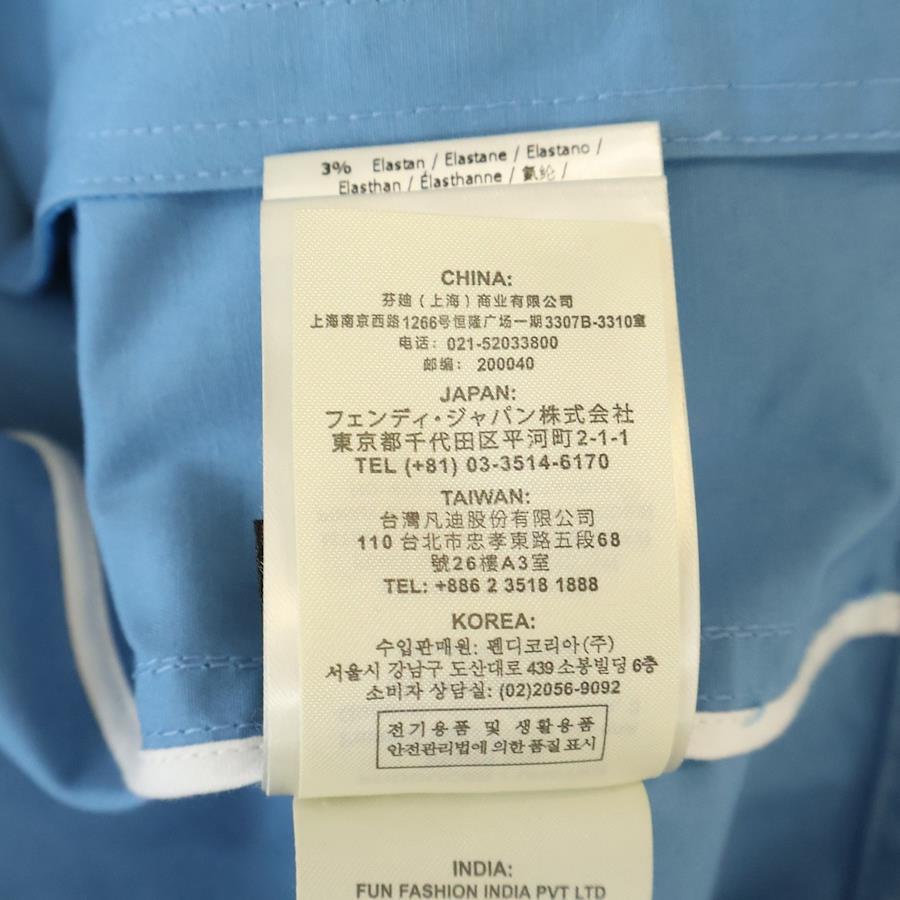 3% Elastan / Elastane / Elastano /
Elasthan / Élasthanne / 氨纶 /
CHINA:
芬迪（上海）商业有限公司
上海南京西路1266号恒隆广场一期3307B-3310室
电话: 021-52033800
邮编: 200040
JAPAN:
フェンディ・ジャパン株式会社
東京都千代田区平河町2-1-1
TEL (+81) 03-3514-6170
TAIWAN:
台灣凡迪股份有限公司
110 台北市忠孝東路五段68
號26樓A3室
TEL: +886 2 3518 1888
KOREA:
수입판매원: 펜디코리아(주)
서울시 강남구 도산대로 439 소봉빌딩 6층
소비자 상담실: (02)2056-9092
전기용품 및 생활용품
안전관리법에 의한 품질 표시
INDIA:
FUN FASHION INDIA PVT LTD